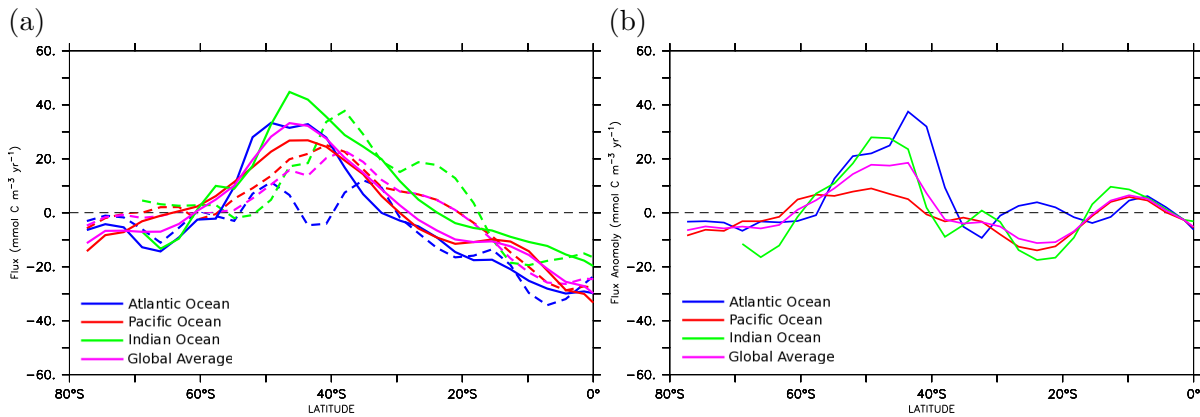 (a)
60.
40.
20.
0.
−20.
−40.
−60.
Flux (mmol C m⁻³ yr⁻¹)
Atlantic Ocean
Pacific Ocean
Indian Ocean
Global Average
80°S
60°S
40°S
20°S
0°
LATITUDE
(b)
60.
40.
20.
0.
−20.
−40.
−60.
Flux Anomoly (mmol C m⁻³ yr⁻¹)
Atlantic Ocean
Pacific Ocean
Indian Ocean
Global Average
80°S
60°S
40°S
20°S
0°
LATITUDE